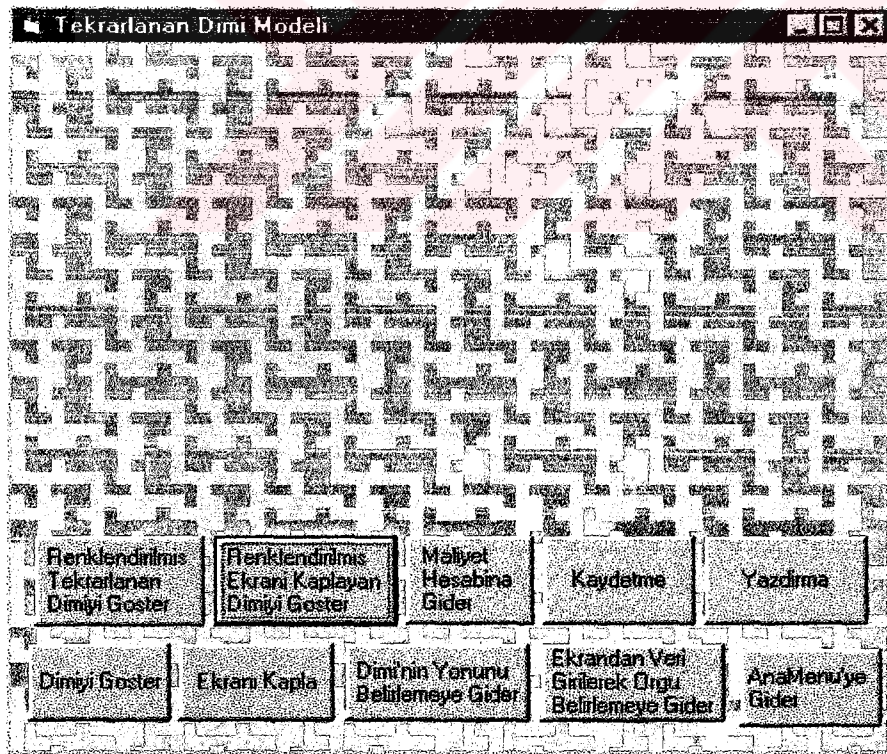 Tekrarlanan Dimi Modeli
Renklendirilmis
Tekrarlanan
Dimiyi Goster
Renklendirilmis
Ekrani Kaplayan
Dimiyi Goster
Maliyet
Hesabina
Gider
Kaydetme
Yazdirma
Dimiyi Goster
Ekrani Kapla
Dimi'nin Yonunu
Belirlemeye Gider
Ekrandan Veri
Girilerek Orgu
Belirlemeye Gider
AnaMenu'ye
Gider